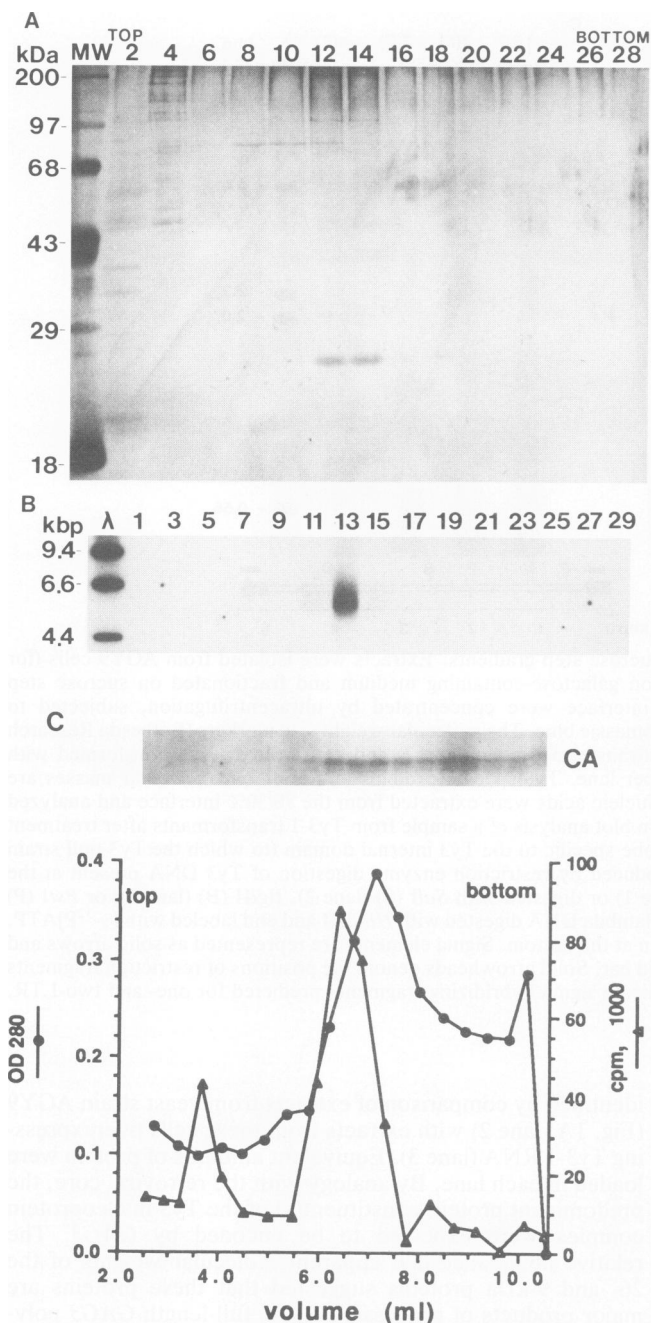 A
TOP BOTTOM
kDa MW 2 4 6 8 10 12 14 16 18 20 22 24 26 28
200-
97-
68-
43-
29-
18-
B
kbp λ 1 3 5 7 9 11 13 15 17 19 21 23 25 27 29
9.4-
6.6-
4.4
C
CA
0.4
0.3
0.2
0.1
0.0
top
bottom
OD 280
100
80
60
40
20
0
cpm, 1000
2.0 4.0 6.0 8.0 10.0
volume (ml)